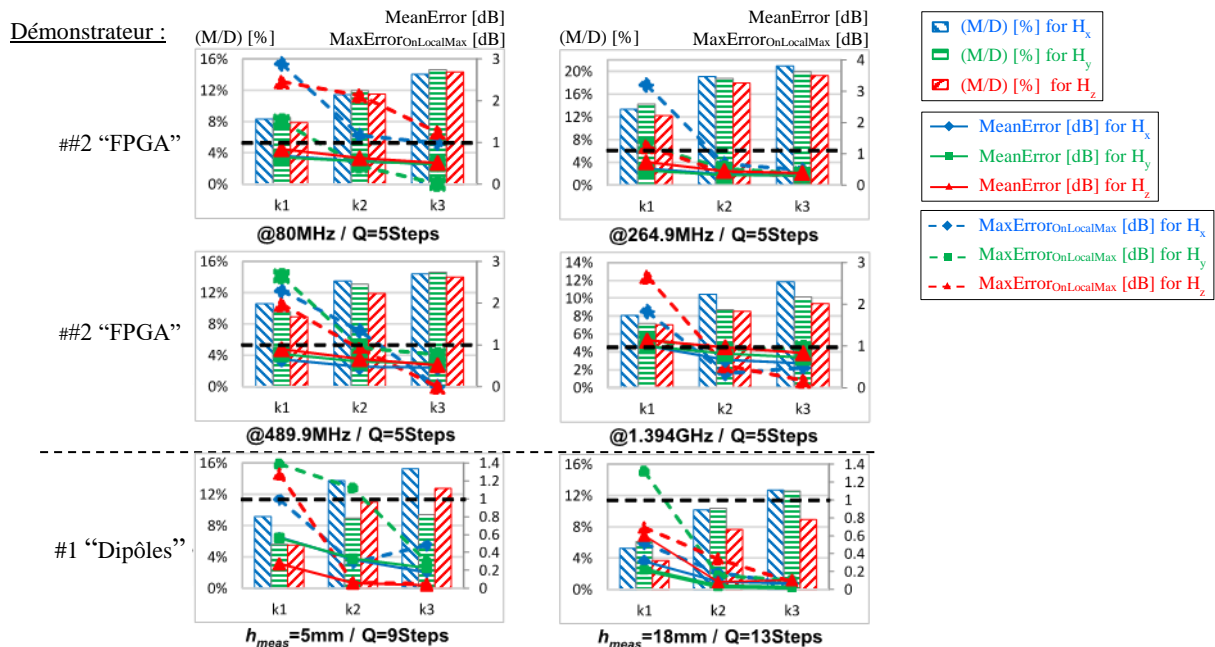 Démonstrateur :
(M/D) [%]
MeanError [dB]
MaxErrorOnLocalMax [dB]
(M/D) [%]
MeanError [dB]
MaxErrorOnLocalMax [dB]
##2 “FPGA”
16%
12%
8%
4%
0%
3
2
1
0
k1
k2
k3
@80MHz / Q=5Steps
20%
16%
12%
8%
4%
0%
4
3
2
1
0
k1
k2
k3
@264.9MHz / Q=5Steps
(M/D) [%] for Hx
(M/D) [%] for Hy
(M/D) [%] for Hz
MeanError [dB] for Hx
MeanError [dB] for Hy
MeanError [dB] for Hz
MaxErrorOnLocalMax [dB] for Hx
MaxErrorOnLocalMax [dB] for Hy
MaxErrorOnLocalMax [dB] for Hz
##2 “FPGA”
16%
12%
8%
4%
0%
3
2
1
0
k1
k2
k3
@489.9MHz / Q=5Steps
14%
12%
10%
8%
6%
4%
2%
0%
3
2
1
0
k1
k2
k3
@1.394GHz / Q=5Steps
#1 “Dipôles”
16%
12%
8%
4%
0%
1.4
1.2
1
0.8
0.6
0.4
0.2
0
k1
k2
k3
hmeas=5mm / Q=9Steps
16%
12%
8%
4%
0%
1.4
1.2
1
0.8
0.6
0.4
0.2
0
k1
k2
k3
hmeas=18mm / Q=13Steps